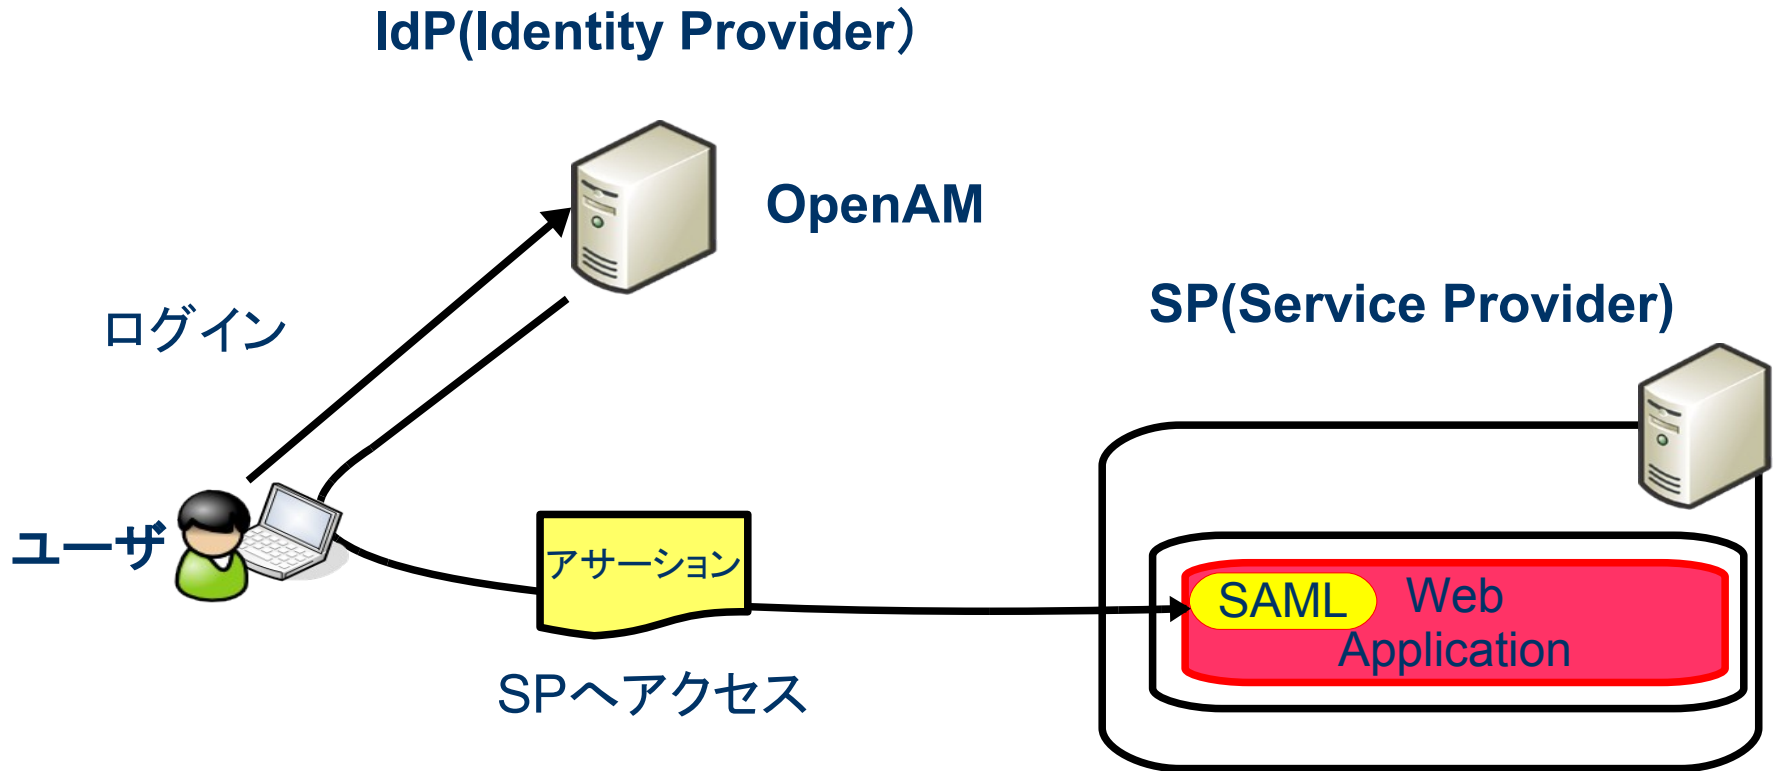 IdP(Identity Provider）
OpenAM
ログイン
SP(Service Provider)
ユーザ
アサーション
SAML
Web
Application
SPへアクセス